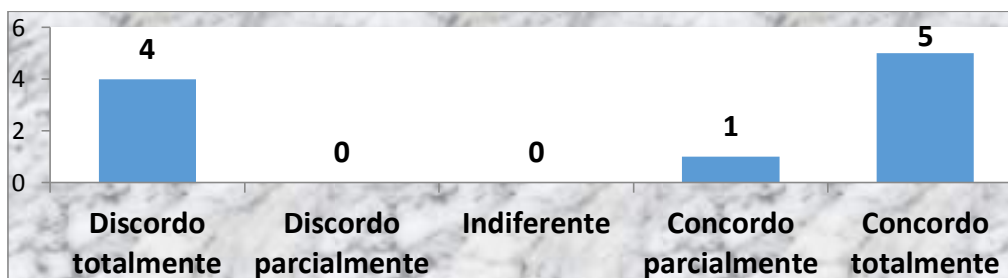 6
4
2
0
4
0
0
1
5
Discordo totalmente
Discordo parcialmente
Indiferente
Concordo parcialmente
Concordo totalmente